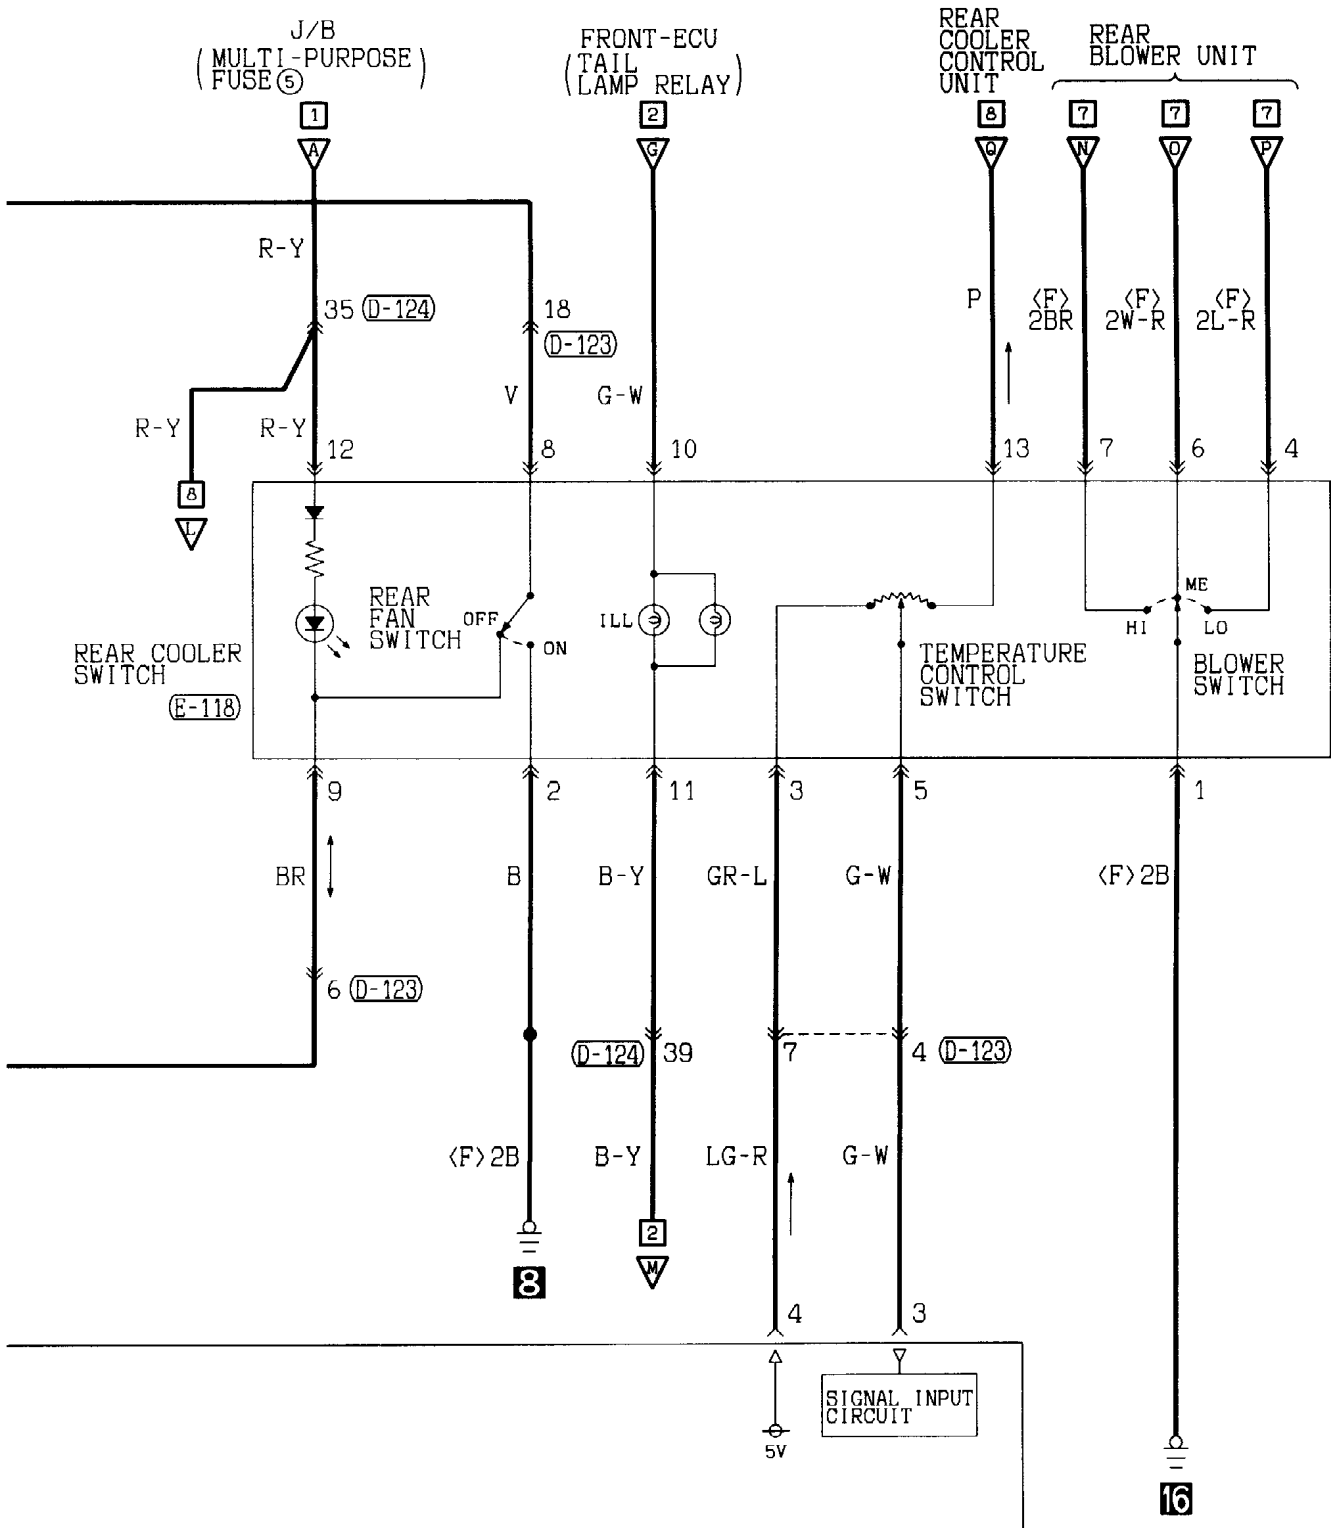 J/B
(MULTI-PURPOSE
FUSE⑤)
FRONT-ECU
(TAIL
LAMP RELAY)
REAR
COOLER
CONTROL
UNIT
REAR
BLOWER UNIT
1
2
8
7
7
7
A
G
Q
N
O
P
R-Y
35 (D-124)
18
(D-123)
P
<F>
2BR
<F>
2W-R
<F>
2L-R
V
G-W
R-Y
R-Y
12
8
10
13
7
6
4
8
L
REAR
FAN
SWITCH
OFF
ON
ILL
ME
HI
LO
REAR COOLER
SWITCH
(E-118)
TEMPERATURE
CONTROL
SWITCH
BLOWER
SWITCH
9
2
11
3
5
1
BR
B
B-Y
GR-L
G-W
<F>2B
6 (D-123)
(D-124) 39
7
4 (D-123)
<F>2B
B-Y
LG-R
G-W
2
M
8
4
3
SIGNAL INPUT
CIRCUIT
5V
16